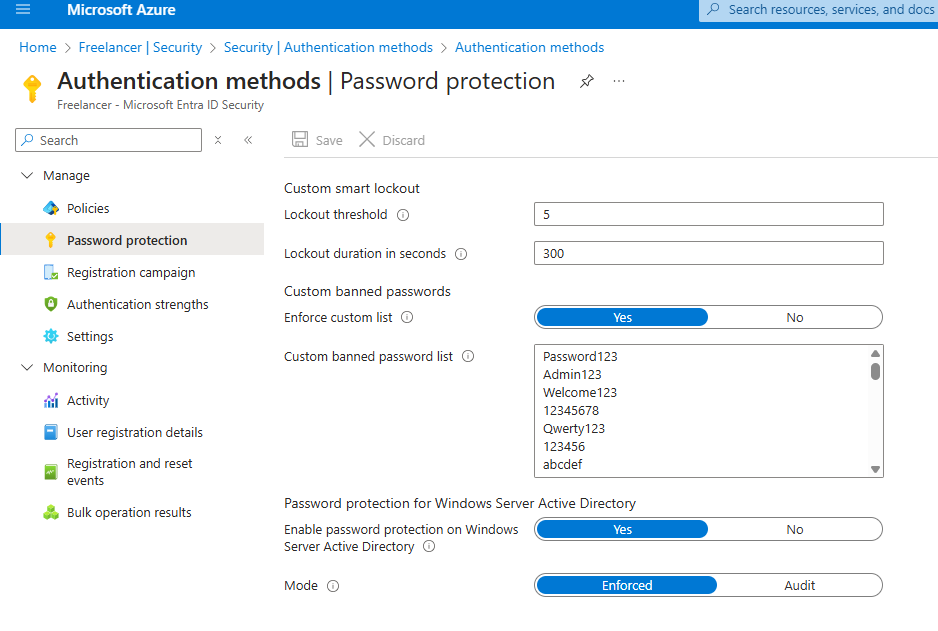 Microsoft Azure
Search resources, services, and docs
Home > Freelancer | Security > Security | Authentication methods > Authentication methods
Authentication methods | Password protection
Freelancer - Microsoft Entra ID Security
Search
Save
Discard
Manage
Policies
Password protection
Registration campaign
Authentication strengths
Settings
Monitoring
Activity
User registration details
Registration and reset
events
Bulk operation results
Custom smart lockout
Lockout threshold
5
Lockout duration in seconds
300
Custom banned passwords
Enforce custom list
Yes
No
Custom banned password list
Password123
Admin123
Welcome123
12345678
Qwerty123
123456
abcdef
Password protection for Windows Server Active Directory
Enable password protection on Windows
Server Active Directory
Yes
No
Mode
Enforced
Audit